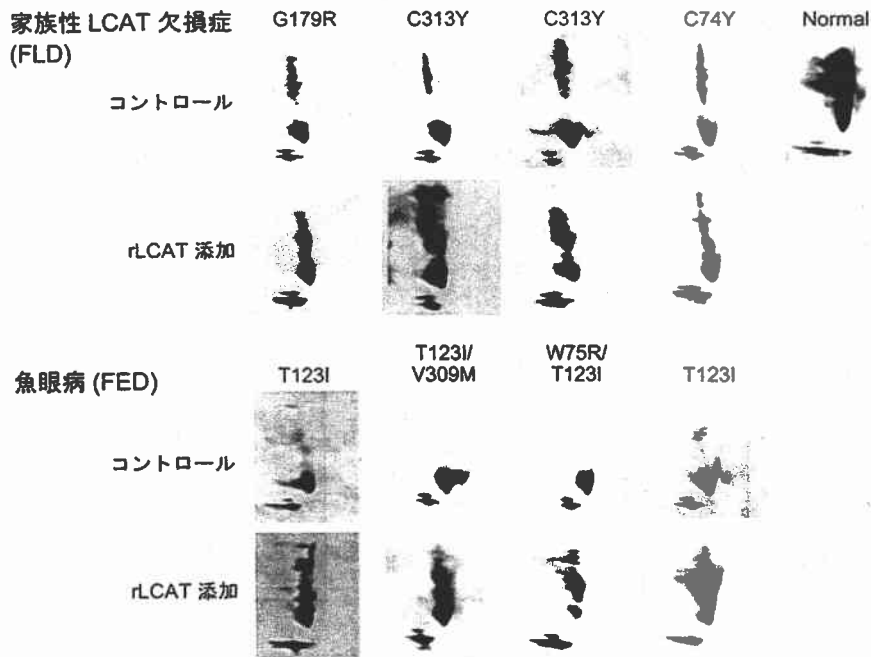 家族性 LCAT 欠損症
(FLD)
G179R
C313Y
C313Y
C74Y
Normal
コントロール
rLCAT 添加
魚眼病 (FED)
T123I
T123I/
V309M
W75R/
T123I
T123I
コントロール
rLCAT 添加